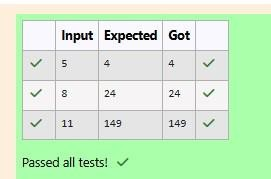 Input Expected Got
✓ 5 4 4 ✓
✓ 8 24 24 ✓
✓ 11 149 149 ✓
Passed all tests! ✓